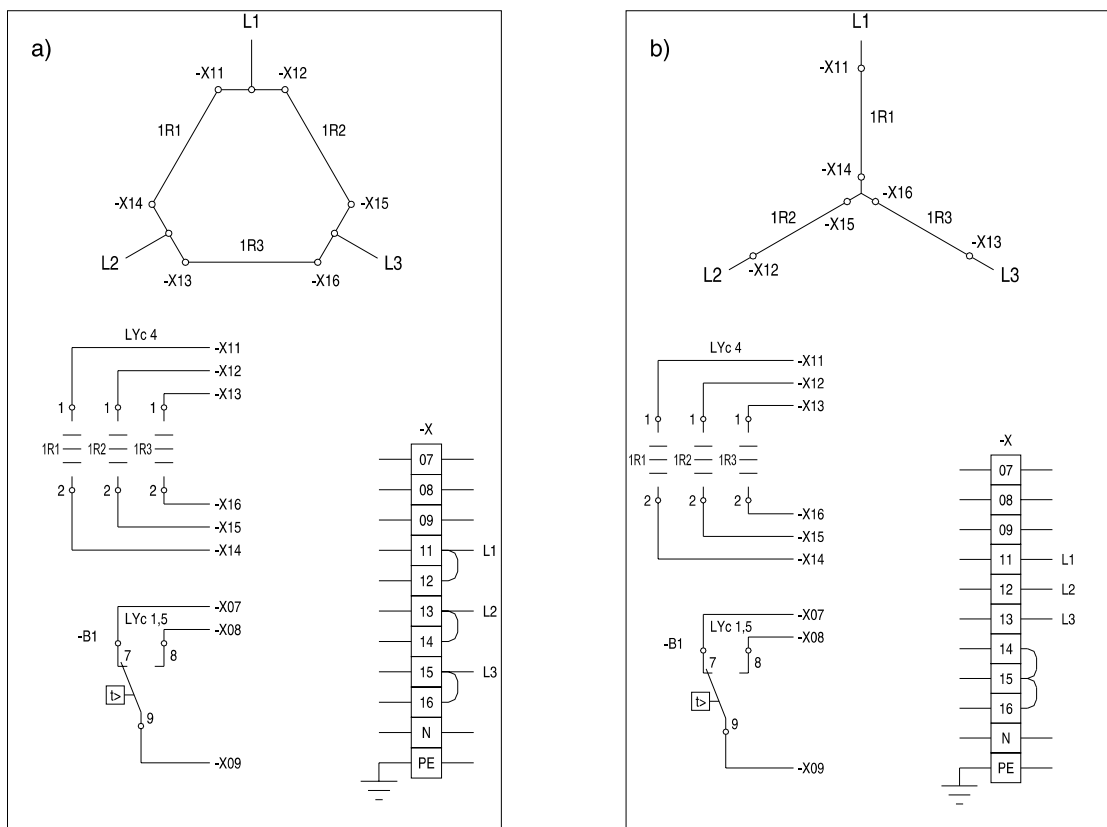 a)
L1
-X11
-X12
1R1
1R2
-X14
-X15
L2
1R3
L3
-X13
-X16
LYc 4
-X11
-X12
-X13
1
1
1
1R1
1R2
1R3
2
2
2
-X16
-X15
-X14
-X07
LYc 1,5
-X08
-B1
7
8
t>
9
-X09
-X
07
08
09
11 L1
12
13 L2
14
15 L3
16
N
PE
b)
L1
-X11
1R1
-X14
-X16
1R2
-X15
1R3
-X13
L2
-X12
L3
LYc 4
-X11
-X12
-X13
1
1
1
1R1
1R2
1R3
2
2
2
-X16
-X15
-X14
-X07
LYc 1,5
-X08
-B1
7
8
t>
9
-X09
-X
07
08
09
11 L1
12 L2
13 L3
14
15
16
N
PE